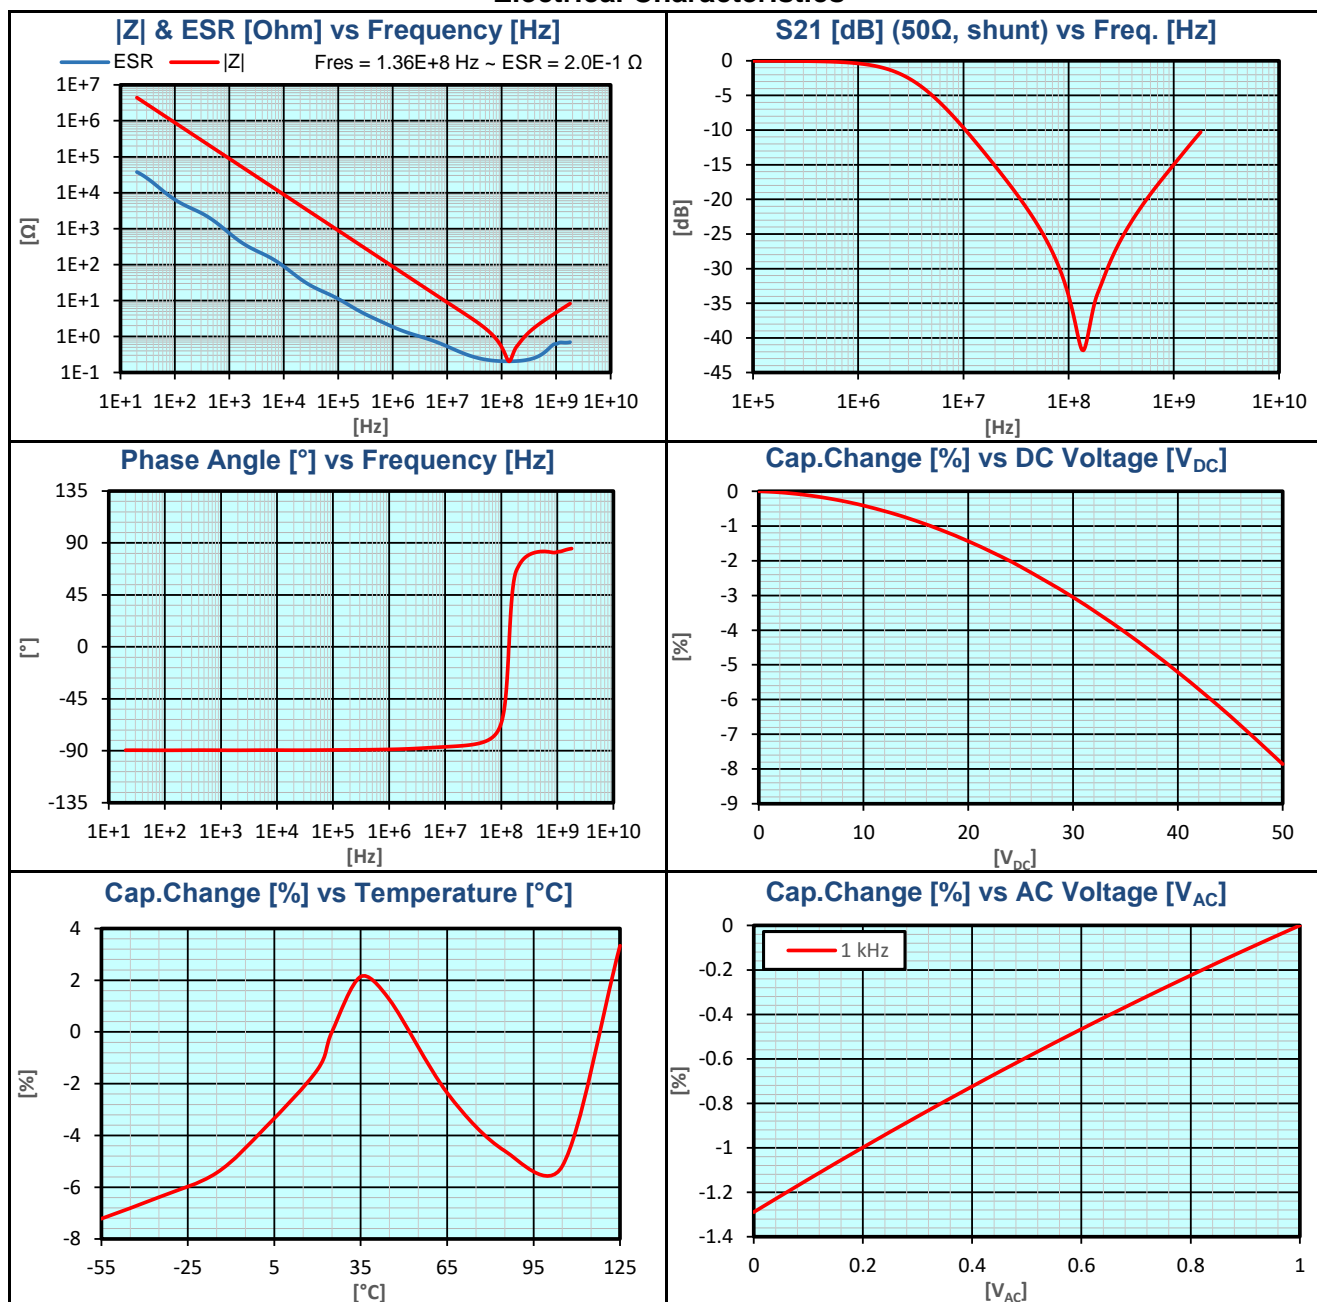 |Z| & ESR [Ohm] vs Frequency [Hz]
ESR |Z| Fres = 1.36E+8 Hz ~ ESR = 2.0E-1 Ω
1E+7
1E+6
1E+5
1E+4
1E+3
1E+2
1E+1
1E+0
1E-1
[Ω]
1E+1 1E+2 1E+3 1E+4 1E+5 1E+6 1E+7 1E+8 1E+9 1E+10
[Hz]
S21 [dB] (50Ω, shunt) vs Freq. [Hz]
0
-5
-10
-15
-20
-25
-30
-35
-40
-45
[dB]
1E+5 1E+6 1E+7 1E+8 1E+9 1E+10
[Hz]
Phase Angle [°] vs Frequency [Hz]
135
90
45
0
-45
-90
-135
[°]
1E+1 1E+2 1E+3 1E+4 1E+5 1E+6 1E+7 1E+8 1E+9 1E+10
[Hz]
Cap.Change [%] vs DC Voltage [VDC]
0
-1
-2
-3
-4
-5
-6
-7
-8
-9
[%]
0 10 20 30 40 50
[VDC]
Cap.Change [%] vs Temperature [°C]
4
2
0
-2
-4
-6
-8
[%]
-55 -25 5 35 65 95 125
[°C]
Cap.Change [%] vs AC Voltage [VAC]
1 kHz
0
-0.2
-0.4
-0.6
-0.8
-1
-1.2
-1.4
[%]
0 0.2 0.4 0.6 0.8 1
[VAC]